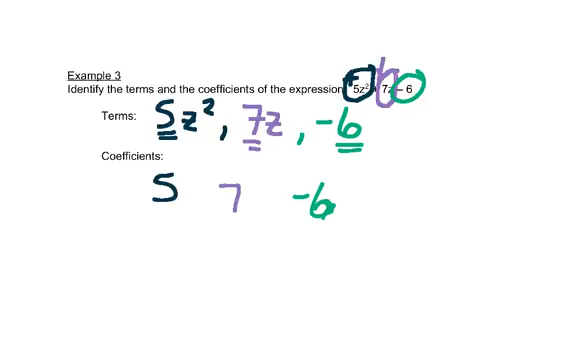 Example 3
Identify the terms and the coefficients of the expression 5z² + 7z - 6
Terms: 5z², 7z, -6
Coefficients:
5 7 -6